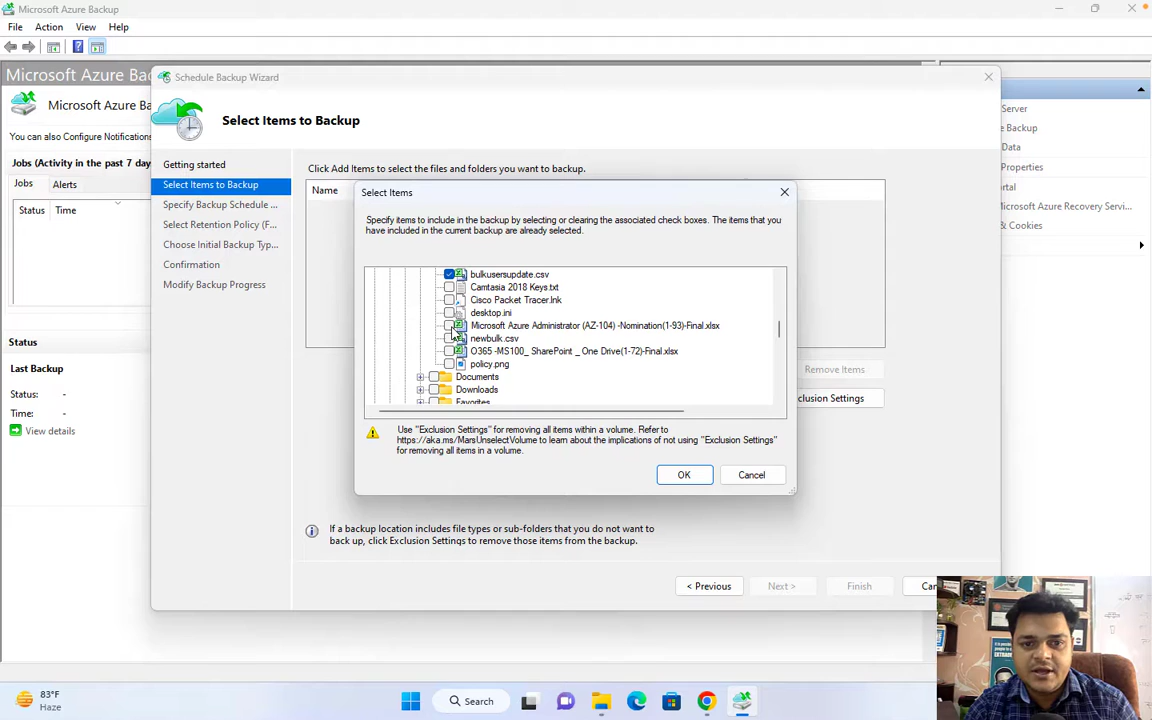 Microsoft Azure Backup
File Action View Help
Microsoft Azure Bac
Microsoft Azure Ba
You can also Configure Notifications
Jobs (Activity in the past 7 day
Jobs Alerts
Status Time
Status
Last Backup
Status: -
Time: -
View details
Schedule Backup Wizard
Select Items to Backup
Getting started
Select Items to Backup
Specify Backup Schedule ...
Select Retention Policy (F...
Choose Initial Backup Typ...
Confirmation
Modify Backup Progress
Click Add Items to select the files and folders you want to backup.
Name
Select Items
Specify items to include in the backup by selecting or clearing the associated check boxes. The items that you
have included in the current backup are already selected.
bulkusersupdate.csv
Camtasia 2018 Keys.txt
Cisco Packet Tracer.lnk
desktop.ini
Microsoft Azure Administrator (AZ-104) -Nomination(1-93)-Final.xlsx
newbulk.csv
O365 -MS100_ SharePoint _ One Drive(1-72)-Final.xlsx
policy.png
Documents
Downloads
Favorites
Use "Exclusion Settings" for removing all items within a volume. Refer to
https://aka.ms/MarsUnselectVolume to learn about the implications of not using "Exclusion Settings"
for removing all items in a volume.
OK Cancel
Remove Items
clusion Settings
If a backup location includes file types or sub-folders that you do not want to
back up, click Exclusion Settings to remove those items from the backup.
< Previous Next > Finish Can
Server
e Backup
Data
Properties
rtal
Microsoft Azure Recovery Servi...
& Cookies
83°F
Haze
Search